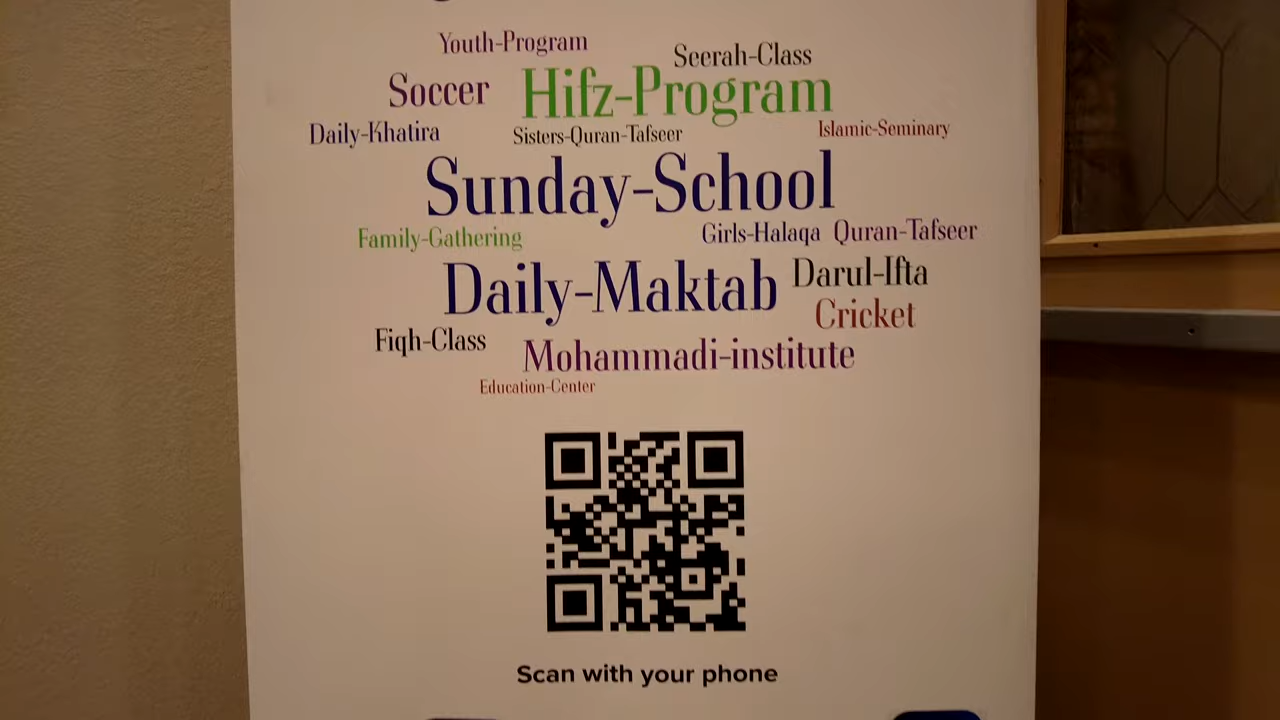 Youth-Program
Seerah-Class
Soccer Hifz-Program
Daily-Khatira Sisters-Quran-Tafseer Islamic-Seminary
Sunday-School
Family-Gathering Girls-Halaqa Quran-Tafseer
Daily-Maktab Darul-Ifta
Cricket
Fiqh-Class Mohammadi-institute
Education-Center
Scan with your phone